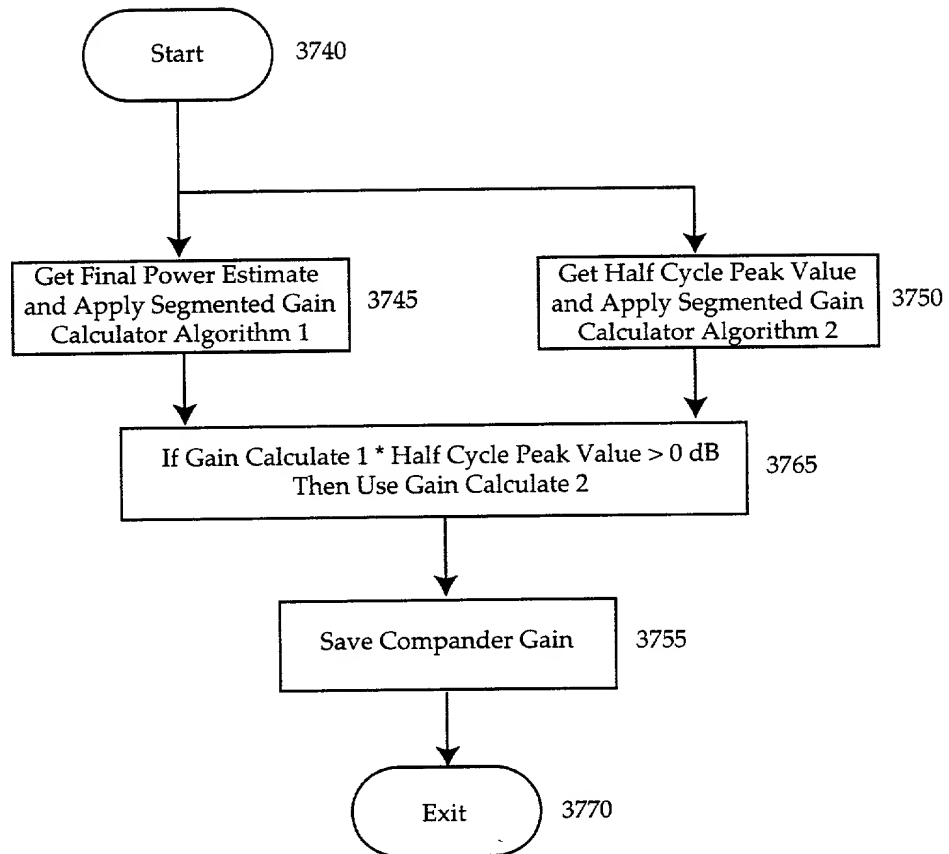 Start
3740
Get Final Power Estimate
and Apply Segmented Gain
Calculator Algorithm 1
3745
Get Half Cycle Peak Value
and Apply Segmented Gain
Calculator Algorithm 2
3750
If Gain Calculate 1 * Half Cycle Peak Value > 0 dB
Then Use Gain Calculate 2
3765
Save Compander Gain
3755
Exit
3770